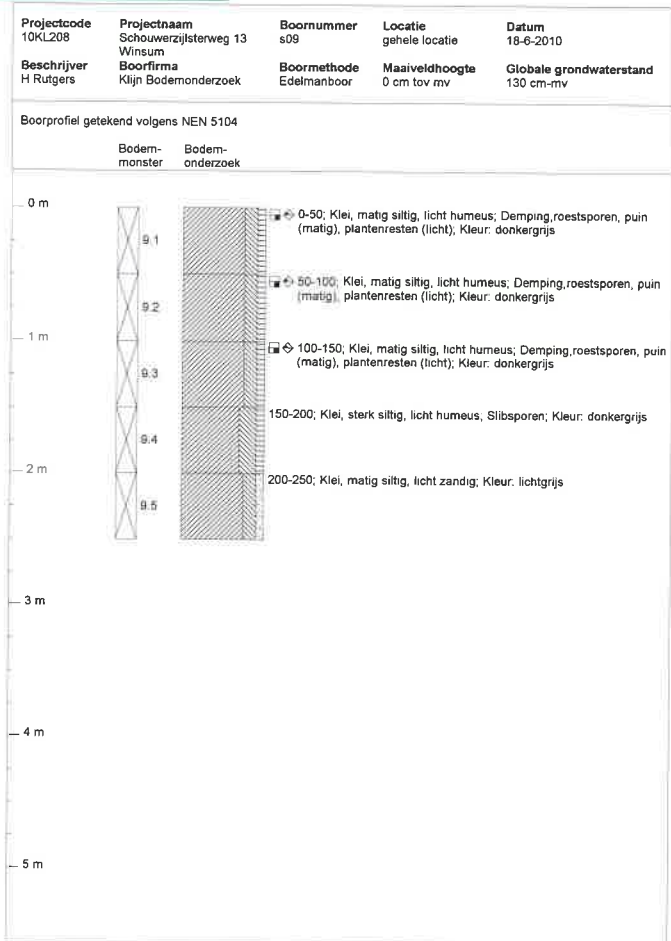 Projectcode Projectnaam Boornummer Locatie Datum
10KL208 Schouwerzijlsterweg 13 s09 gehele locatie 18-6-2010
Winsum
Beschrijver Boorfirma Boormethode Maaiveldhoogte Globale grondwaterstand
H Rutgers Klijn Bodemonderzoek Edelmanboor 0 cm tov mv 130 cm-mv
Boorprofiel getekend volgens NEN 5104
Bodem- Bodem-
monster onderzoek
0 m
0-50; Klei, matig siltig, licht humeus; Demping,roestsporen, puin
(matig), plantenresten (licht); Kleur: donkergrijs
9.1
50-100; Klei, matig siltig, licht humeus; Demping,roestsporen, puin
(matig), plantenresten (licht); Kleur: donkergrijs
9.2
1 m
100-150; Klei, matig siltig, licht humeus; Demping,roestsporen, puin
(matig), plantenresten (licht); Kleur: donkergrijs
9.3
150-200; Klei, sterk siltig, licht humeus; Slibsporen; Kleur: donkergrijs
9.4
2 m
200-250; Klei, matig siltig, licht zandig; Kleur: lichtgrijs
9.5
3 m
4 m
5 m